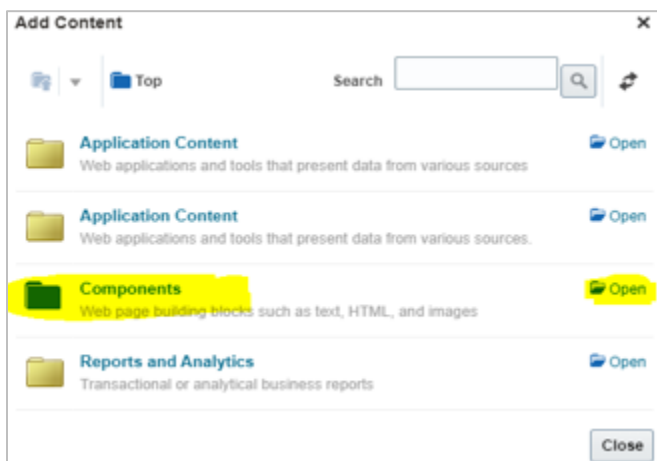 Add Content
Top
Search
Application Content
Open
Web applications and tools that present data from various sources
Application Content
Open
Web applications and tools that present data from various sources.
Components
Open
Web page building blocks such as text, HTML, and images
Reports and Analytics
Open
Transactional or analytical business reports
Close